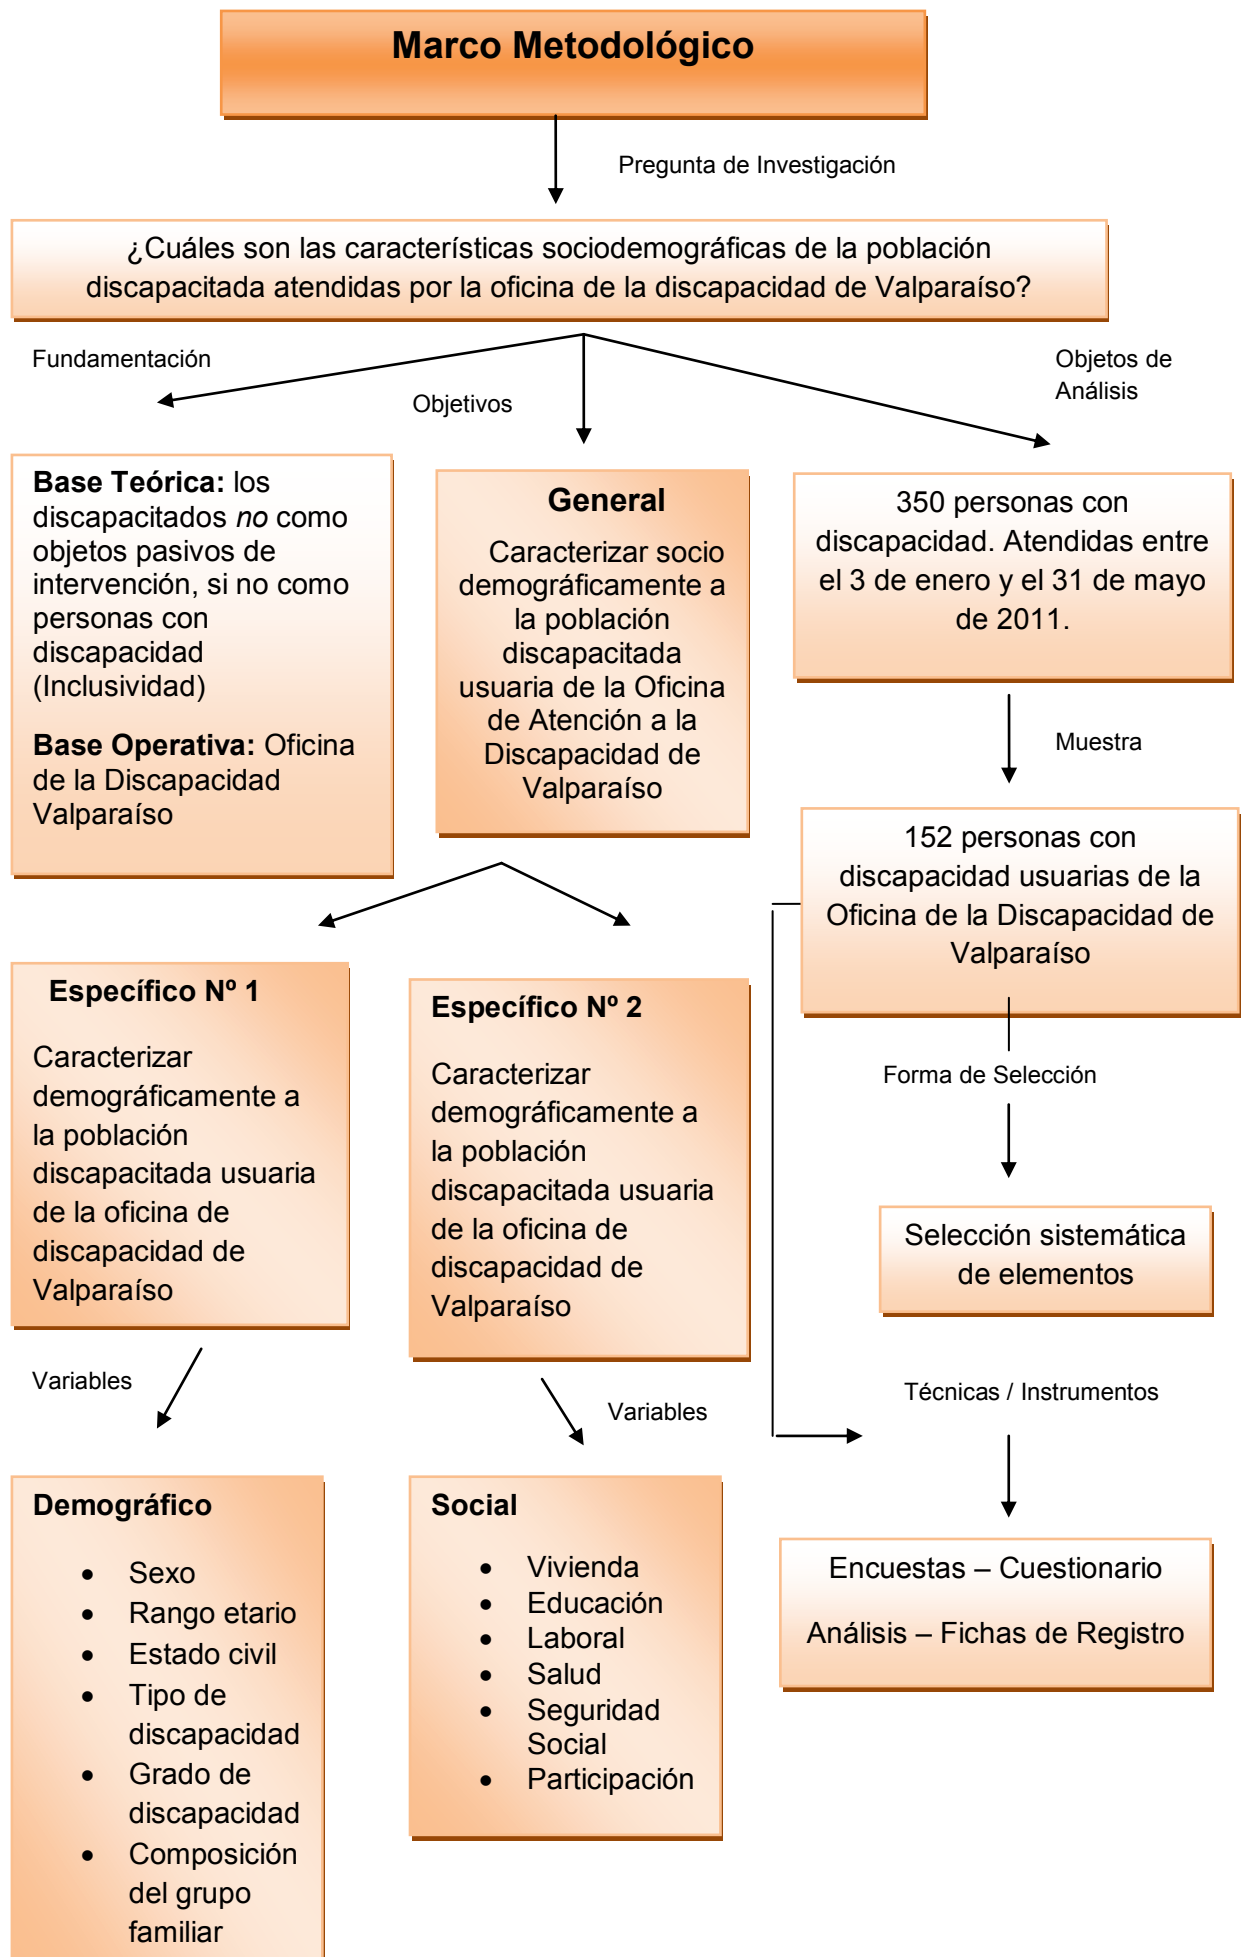 Marco Metodológico
Pregunta de Investigación
¿Cuáles son las características sociodemográficas de la población
discapacitada atendidas por la oficina de la discapacidad de Valparaíso?
Fundamentación
Objetivos
Objetos de
Análisis
Base Teórica: los
discapacitados no como
objetos pasivos de
intervención, si no como
personas con
discapacidad
(Inclusividad)
Base Operativa: Oficina
de la Discapacidad
Valparaíso
General
Caracterizar socio
demográficamente a
la población
discapacitada
usuaria de la Oficina
de Atención a la
Discapacidad de
Valparaíso
350 personas con
discapacidad. Atendidas entre
el 3 de enero y el 31 de mayo
de 2011.
Muestra
152 personas con
discapacidad usuarias de la
Oficina de la Discapacidad de
Valparaíso
Específico Nº 1
Caracterizar
demográficamente a
la población
discapacitada usuaria
de la oficina de
discapacidad de
Valparaíso
Específico Nº 2
Caracterizar
demográficamente a
la población
discapacitada usuaria
de la oficina de
discapacidad de
Valparaíso
Forma de Selección
Selección sistemática
de elementos
Variables
Variables
Técnicas / Instrumentos
Demográfico
• Sexo
• Rango etario
• Estado civil
• Tipo de
discapacidad
• Grado de
discapacidad
• Composición
del grupo
familiar
Social
• Vivienda
• Educación
• Laboral
• Salud
• Seguridad
Social
• Participación
Encuestas – Cuestionario
Análisis – Fichas de Registro